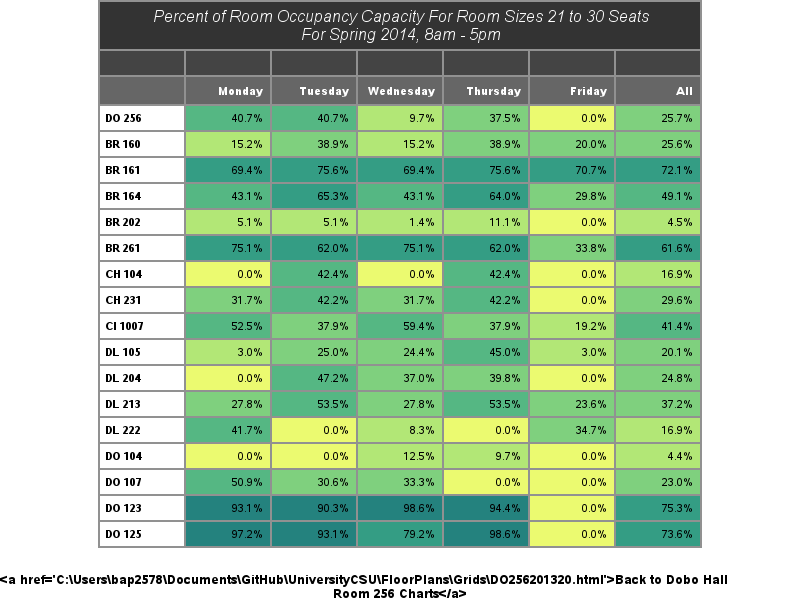 Percent of Room Occupancy Capacity For Room Sizes 21 to 30 Seats
For Spring 2014, 8am - 5pm
Monday Tuesday Wednesday Thursday Friday All
DO 256 40.7% 40.7% 9.7% 37.5% 0.0% 25.7%
BR 160 15.2% 38.9% 15.2% 38.9% 20.0% 25.6%
BR 161 69.4% 75.6% 69.4% 75.6% 70.7% 72.1%
BR 164 43.1% 65.3% 43.1% 64.0% 29.8% 49.1%
BR 202 5.1% 5.1% 1.4% 11.1% 0.0% 4.5%
BR 261 75.1% 62.0% 75.1% 62.0% 33.8% 61.6%
CH 104 0.0% 42.4% 0.0% 42.4% 0.0% 16.9%
CH 231 31.7% 42.2% 31.7% 42.2% 0.0% 29.6%
CI 1007 52.5% 37.9% 59.4% 37.9% 19.2% 41.4%
DL 105 3.0% 25.0% 24.4% 45.0% 3.0% 20.1%
DL 204 0.0% 47.2% 37.0% 39.8% 0.0% 24.8%
DL 213 27.8% 53.5% 27.8% 53.5% 23.6% 37.2%
DL 222 41.7% 0.0% 8.3% 0.0% 34.7% 16.9%
DO 104 0.0% 0.0% 12.5% 9.7% 0.0% 4.4%
DO 107 50.9% 30.6% 33.3% 0.0% 0.0% 23.0%
DO 123 93.1% 90.3% 98.6% 94.4% 0.0% 75.3%
DO 125 97.2% 93.1% 79.2% 98.6% 0.0% 73.6%
<a href='C:\Users\bap2578\Documents\GitHub\UniversityCSU\FloorPlans\Grids\DO256201320.html'>Back to Dobo Hall
Room 256 Charts</a>